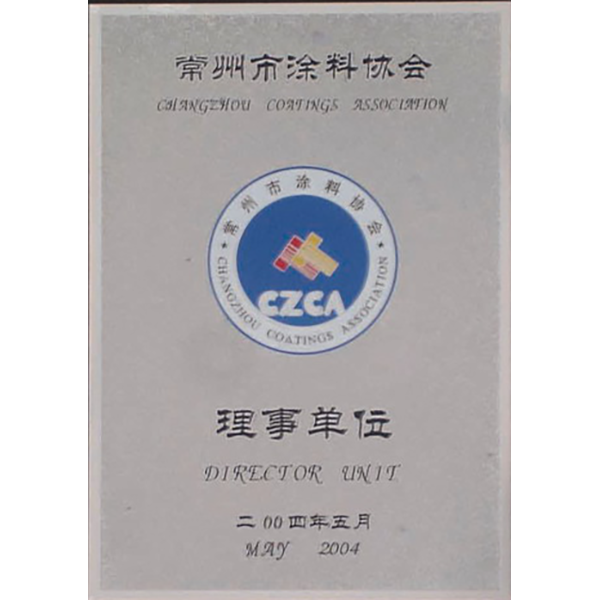 常州市涂料协会
CHANGZHOU COATINGS ASSOCIATION
常州市涂料协会
CZCA
CHANGZHOU COATINGS ASSOCIATION
理事单位
DIRECTOR UNIT
二00四年五月
MAY 2004